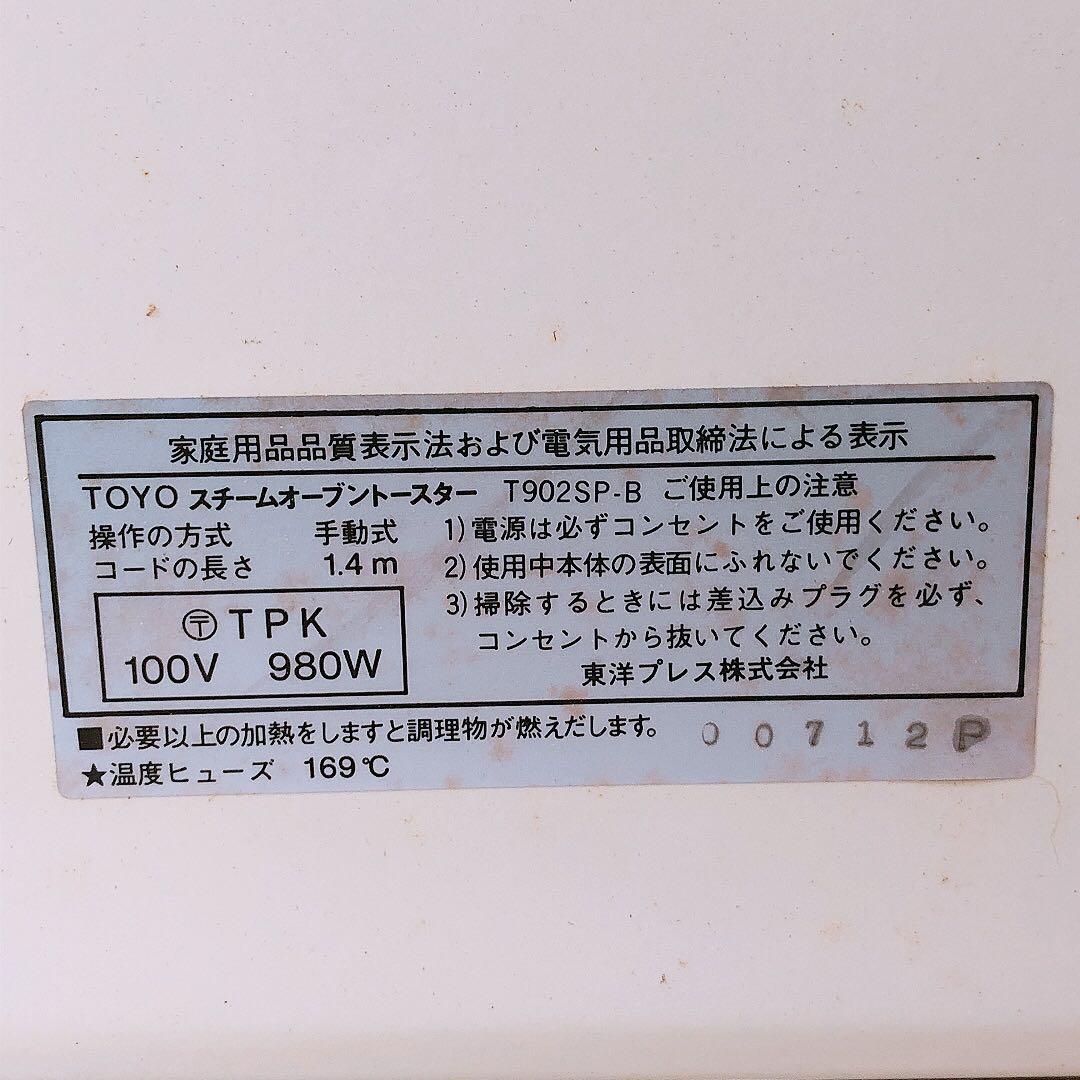 家庭用品品質表示法および電気用品取締法による表示
TOYO スチームオーブントースター T902SP-B
操作の方式 手動式
コードの長さ 1.4m
〒TPK
100V 980W
ご使用上の注意
1)電源は必ずコンセントをご使用ください。
2)使用中本体の表面にふれないでください。
3)掃除するときには差込みプラグを必ず、
コンセントから抜いてください。
東洋プレス株式会社
■必要以上の加熱をしますと調理物が燃えだします。
★温度ヒューズ 169℃
00712P